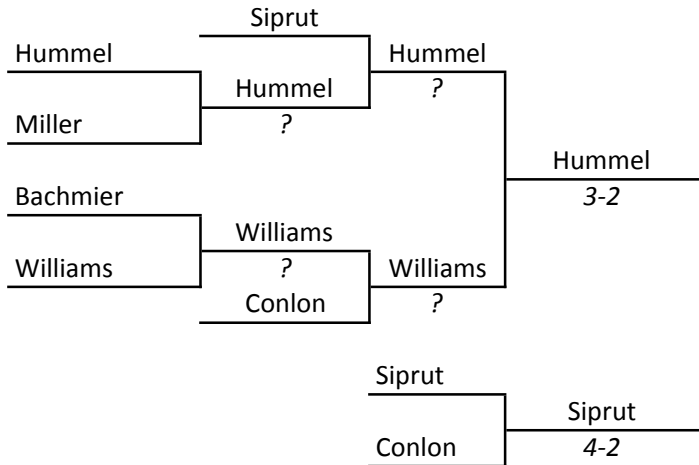 Siprut
Hummel
Hummel
Hummel
?
?
Miller
Hummel
3-2
Bachmier
Williams
?
Williams
Williams
?
Conlon
Siprut
Siprut
4-2
Conlon